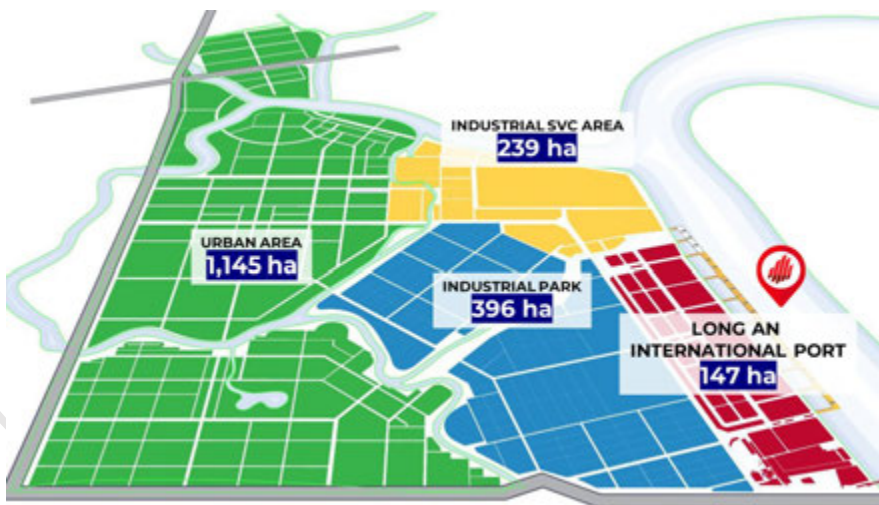 INDUSTRIAL SVC AREA
239 ha
URBAN AREA
1,145 ha
INDUSTRIAL PARK
396 ha
LONG AN
INTERNATIONAL PORT
147 ha